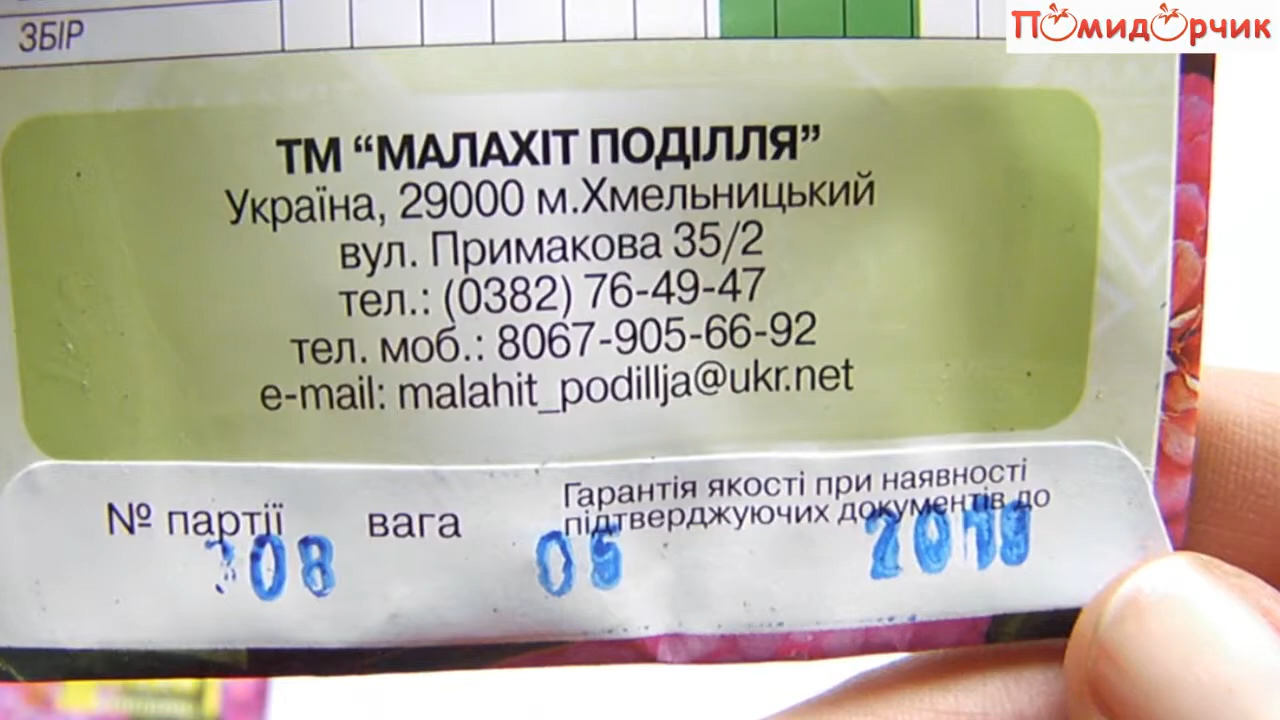 ЗБІР
ПОМИДОРЧИК
ТМ “МАЛАХІТ ПОДІЛЛЯ”
Україна, 29000 м.Хмельницький
вул. Примакова 35/2
тел.: (0382) 76-49-47
тел. моб.: 8067-905-66-92
e-mail: malahit_podillja@ukr.net
№ партії вага Гарантія якості при наявності
підтверджуючих документів до
05